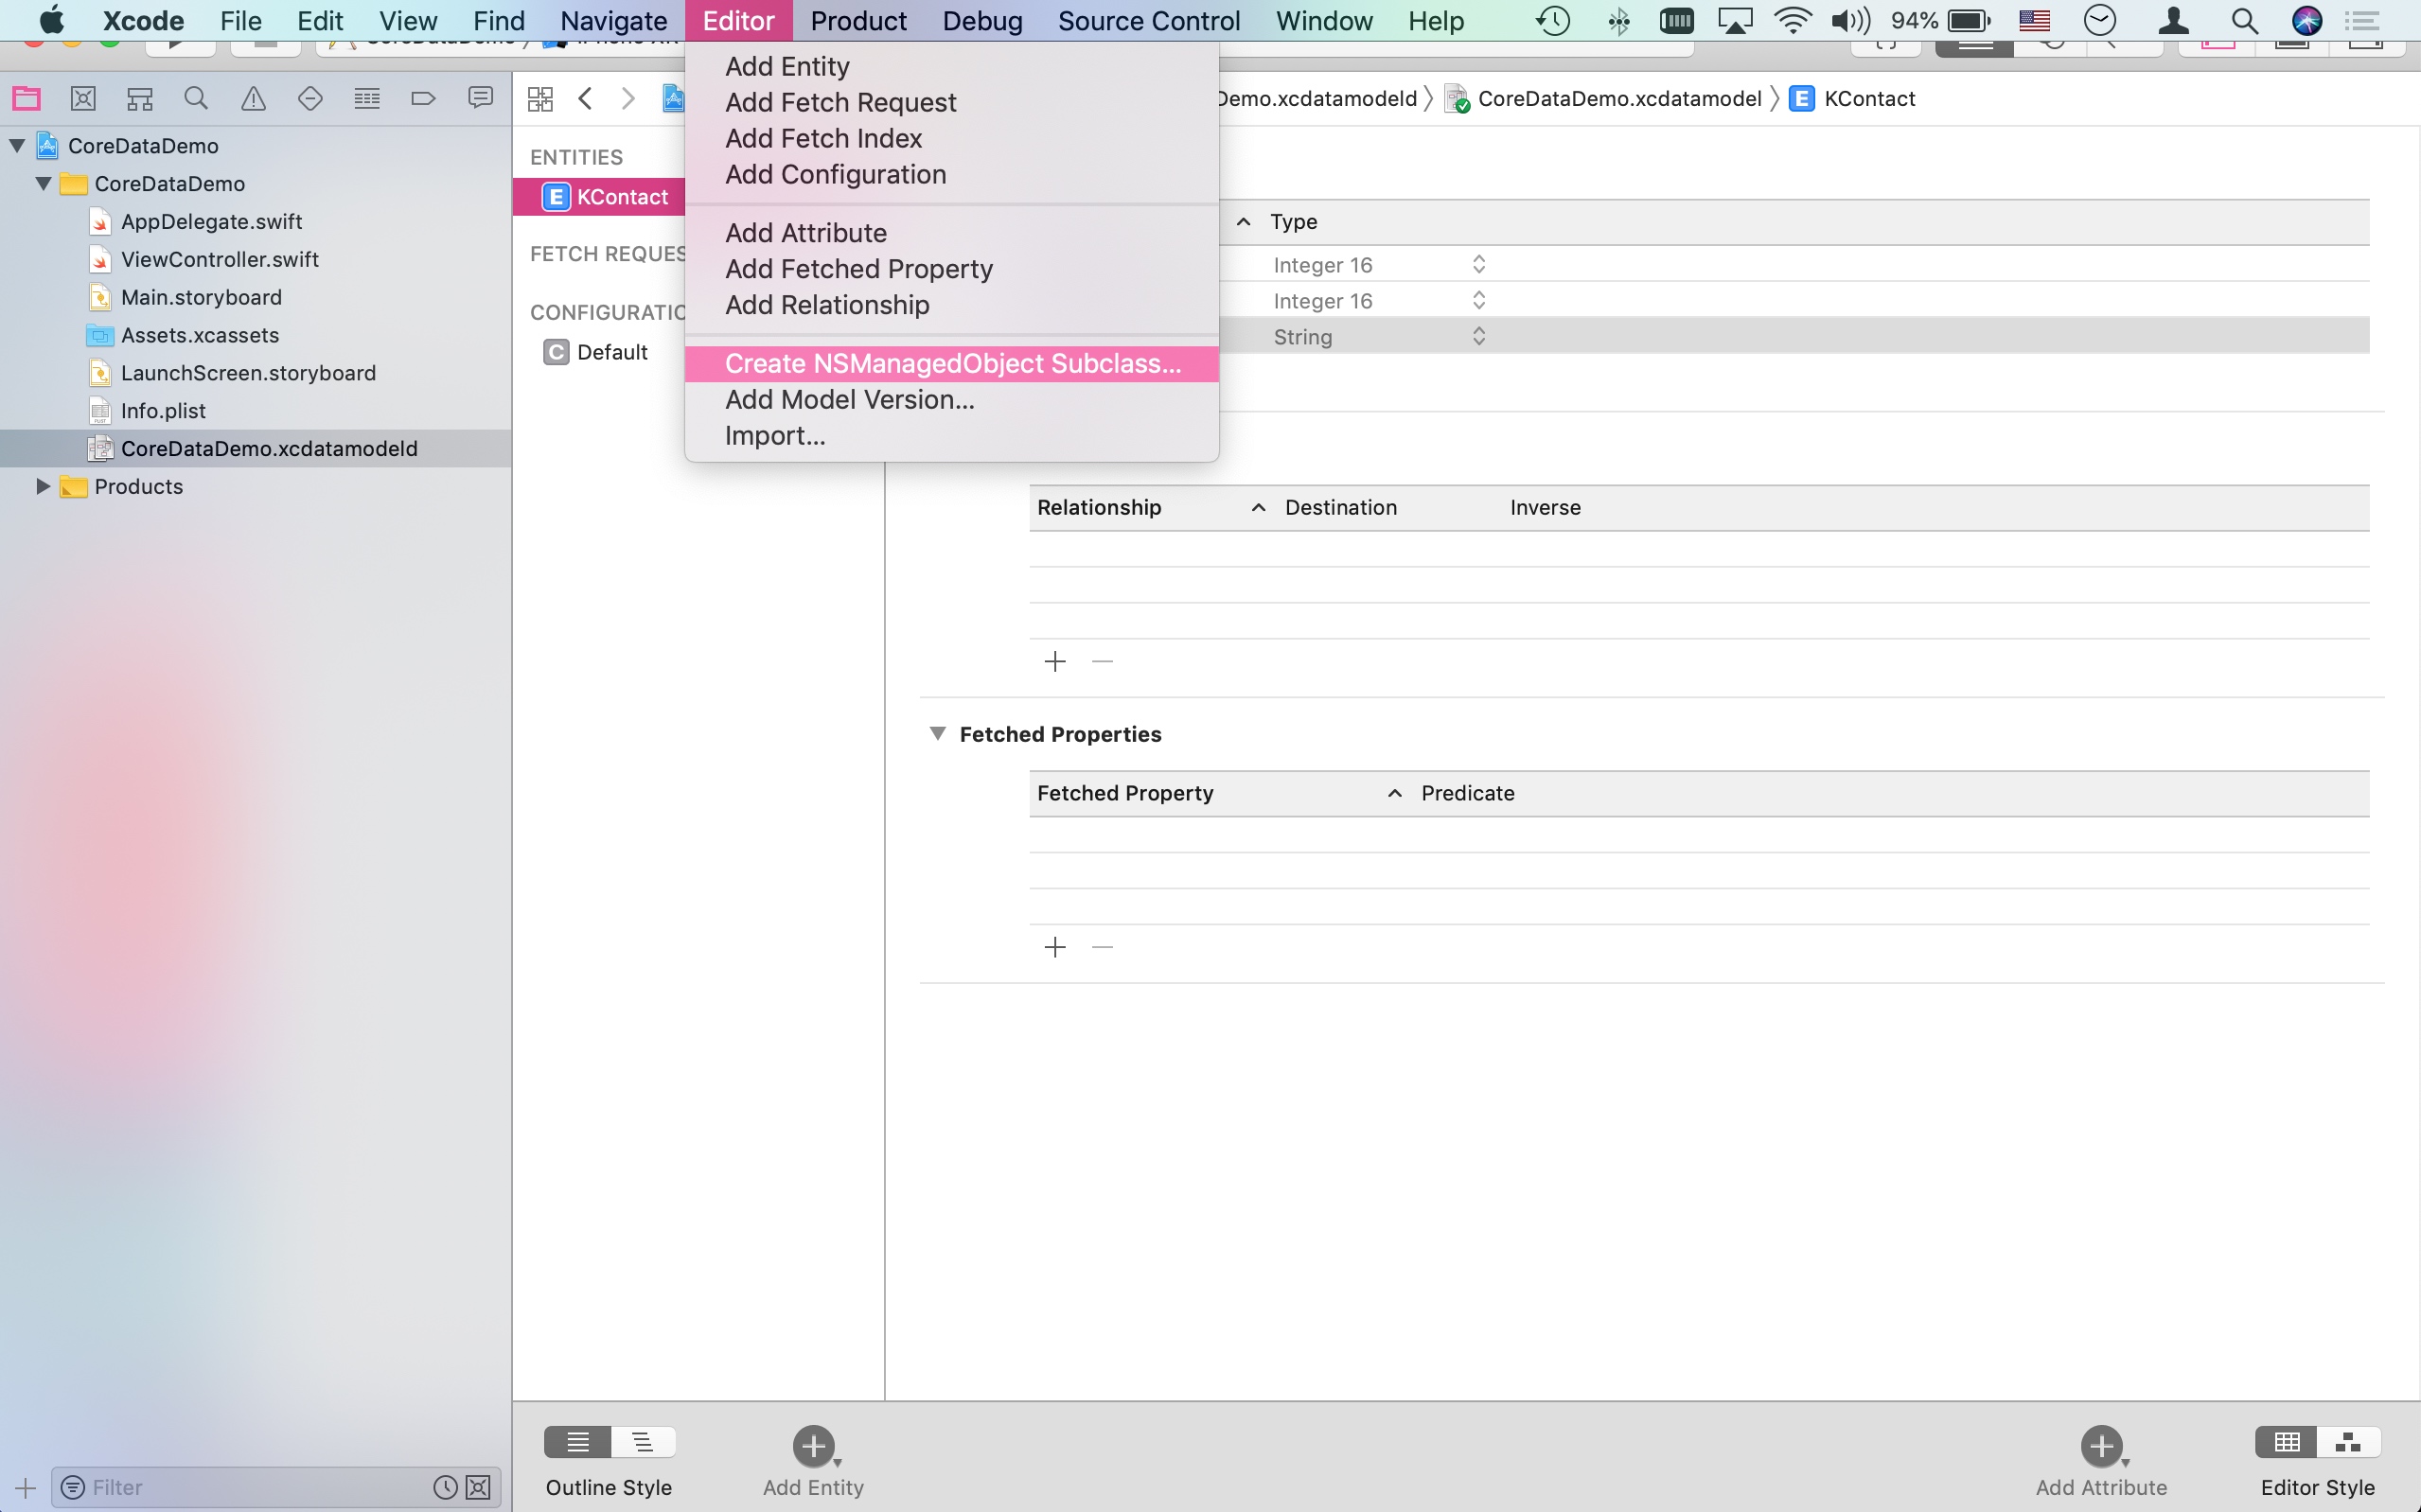 Xcode File Edit View Find Navigate Editor Product Debug Source Control Window Help 94%
Demo.xcdatamodeld CoreDataDemo.xcdatamodel E KContact
CoreDataDemo
CoreDataDemo
AppDelegate.swift
ViewController.swift
Main.storyboard
Assets.xcassets
LaunchScreen.storyboard
Info.plist
CoreDataDemo.xcdatamodeld
Products
Filter
ENTITIES
E KContact
FETCH REQUES
CONFIGURATIO
C Default
Add Entity
Add Fetch Request
Add Fetch Index
Add Configuration
Add Attribute
Add Fetched Property
Add Relationship
Create NSManagedObject Subclass...
Add Model Version...
Import...
Type
Integer 16
Integer 16
String
Relationship Destination Inverse
Fetched Properties
Fetched Property Predicate
Outline Style Add Entity Add Attribute Editor Style